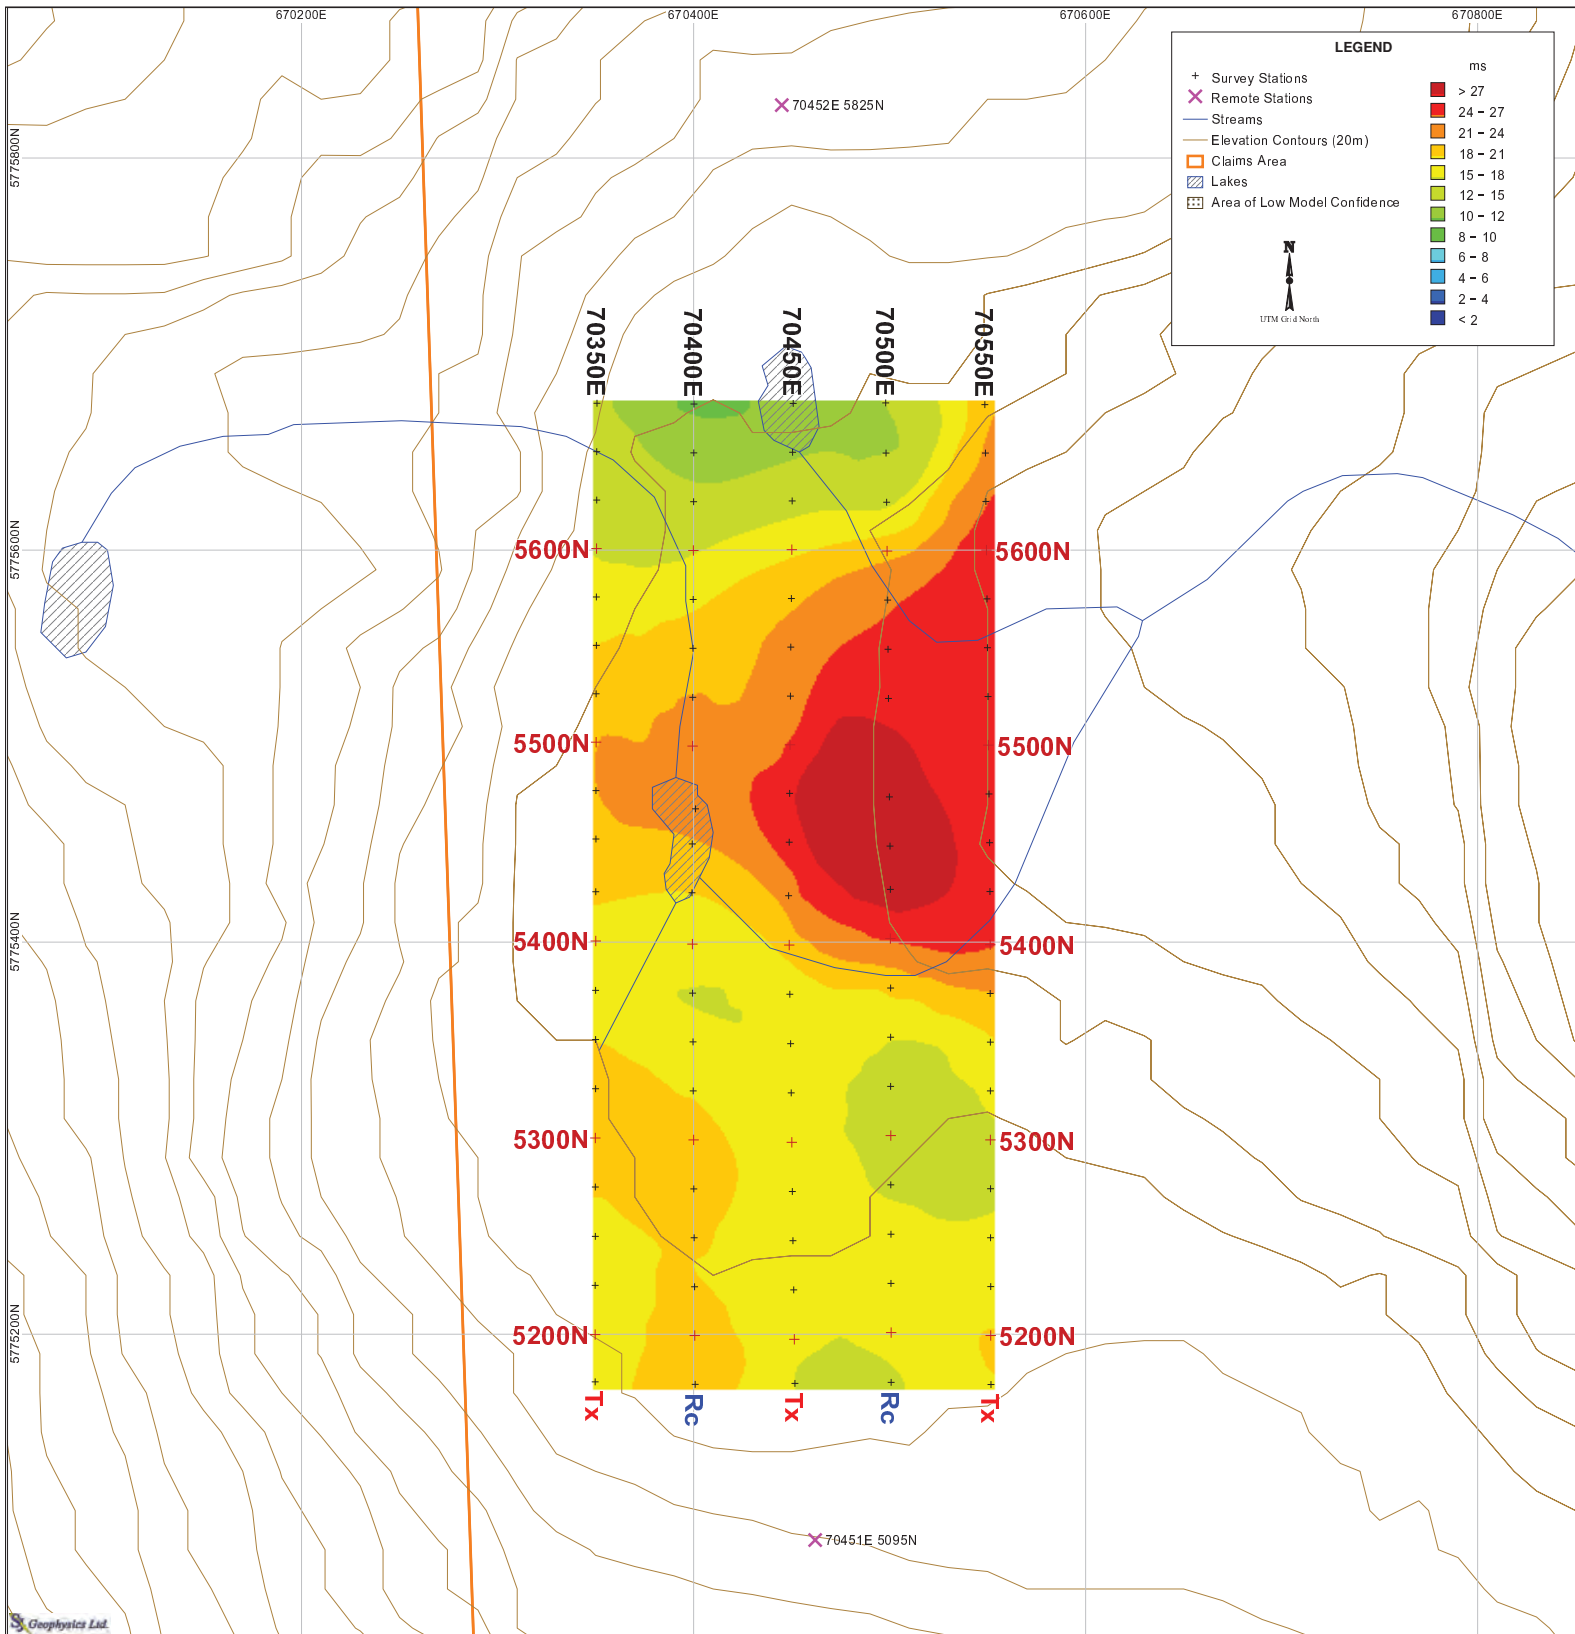 670200E
670400E
670600E
670800E
LEGEND
ms
Survey Stations
Remote Stations
Streams
Elevation Contours (20m)
Claims Area
Lakes
Area of Low Model Confidence
> 27
24 – 27
21 – 24
18 – 21
15 – 18
12 – 15
10 – 12
8 – 10
6 – 8
4 – 6
2 – 4
< 2
N
UTM Grid North
70452E 5825N
5775800N
5775600N
5775400N
5775200N
70350E
70400E
70450E
70500E
70550E
5600N
5600N
5500N
5500N
5400N
5400N
5300N
5300N
5200N
5200N
Tx
Rc
Tx
Rc
Tx
70451E 5095N
SJ Geophysics Ltd.